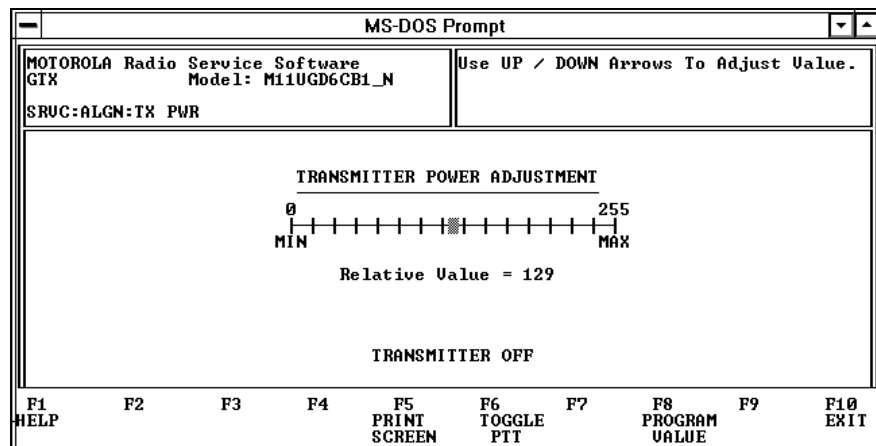 MS-DOS Prompt
MOTOROLA Radio Service Software
GTX Model: M11UGD6CB1_N
SRVC:ALGN:TX PWR
Use UP / DOWN Arrows To Adjust Value.
TRANSMITTER POWER ADJUSTMENT
0 255
MIN MAX
Relative Value = 129
TRANSMITTER OFF
F1 F2 F3 F4 F5 F6 F7 F8 F9 F10
HELP PRINT TOGGLE PROGRAM EXIT
SCREEN PTT VALUE